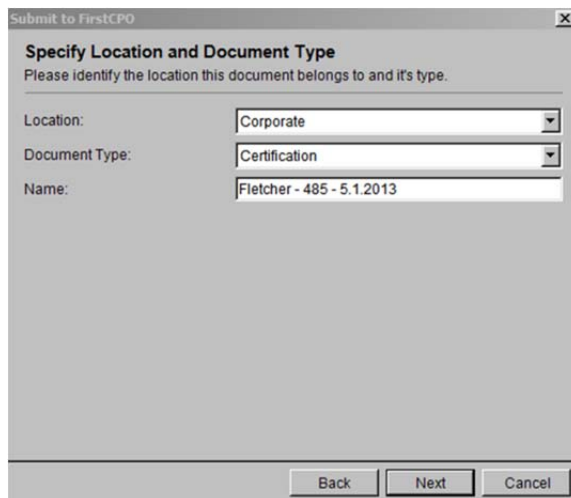 Submit to FirstCPO
Specify Location and Document Type
Please identify the location this document belongs to and it's type.
Location: Corporate
Document Type: Certification
Name: Fletcher - 485 - 5.1.2013
Back Next Cancel